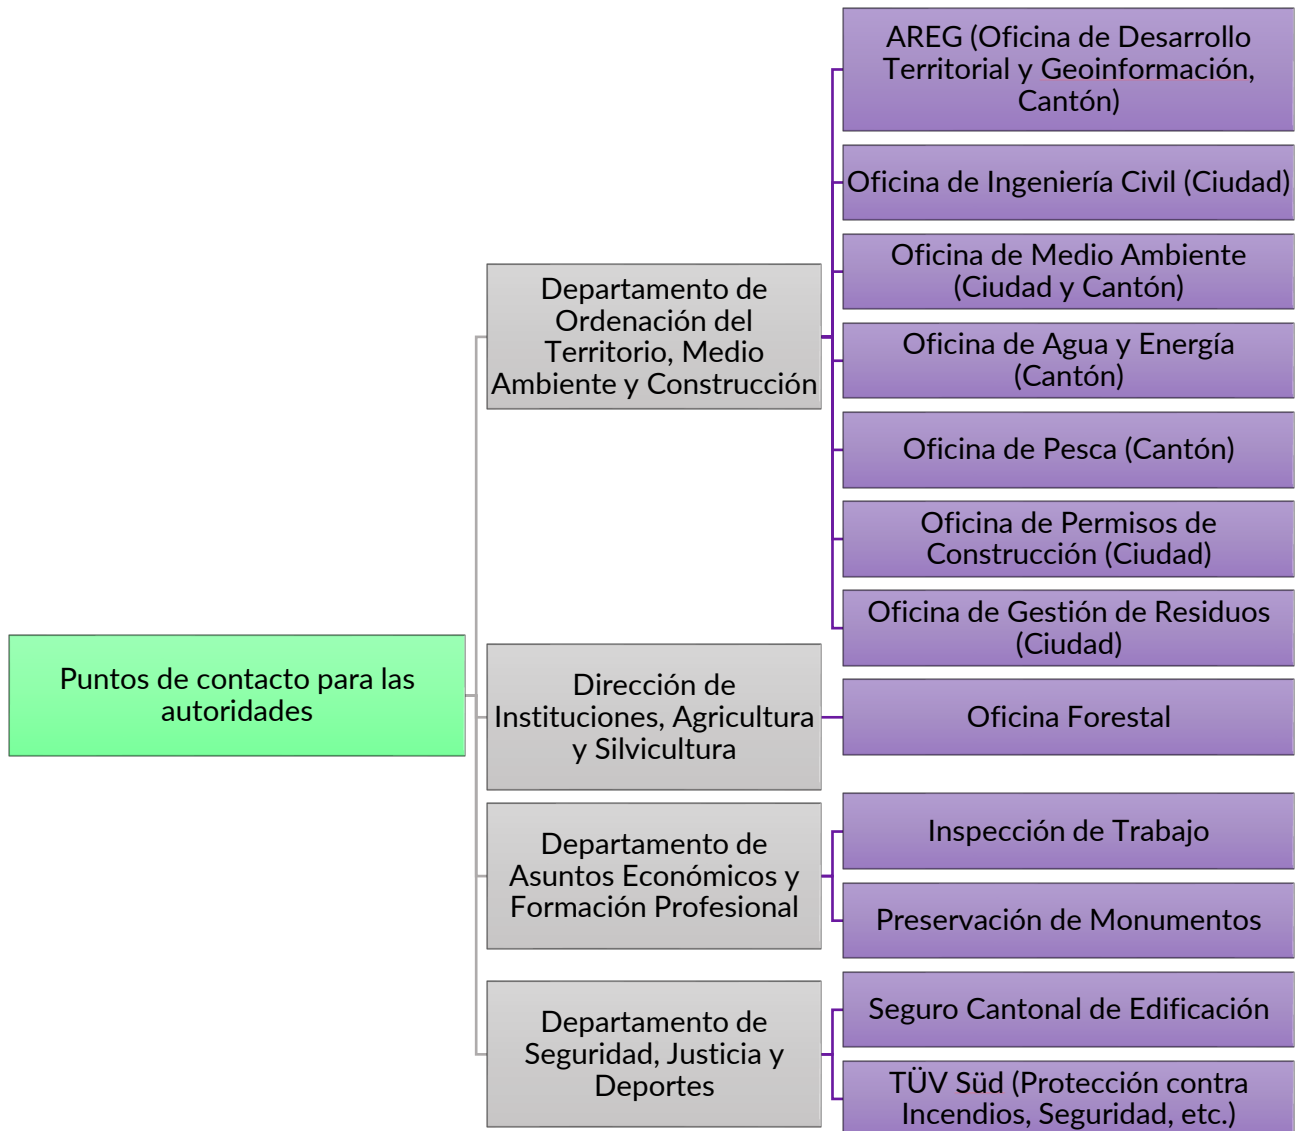 AREG (Oficina de Desarrollo
Territorial y Geoinformación,
Cantón)
Oficina de Ingeniería Civil (Ciudad)
Oficina de Medio Ambiente
(Ciudad y Cantón)
Departamento de
Ordenación del
Territorio, Medio
Ambiente y Construcción
Oficina de Agua y Energía
(Cantón)
Oficina de Pesca (Cantón)
Oficina de Permisos de
Construcción (Ciudad)
Oficina de Gestión de Residuos
(Ciudad)
Puntos de contacto para las
autoridades
Dirección de
Instituciones, Agricultura
y Silvicultura
Oficina Forestal
Departamento de
Asuntos Económicos y
Formación Profesional
Inspección de Trabajo
Preservación de Monumentos
Departamento de
Seguridad, Justicia y
Deportes
Seguro Cantonal de Edificación
TÜV Süd (Protección contra
Incendios, Seguridad, etc.)